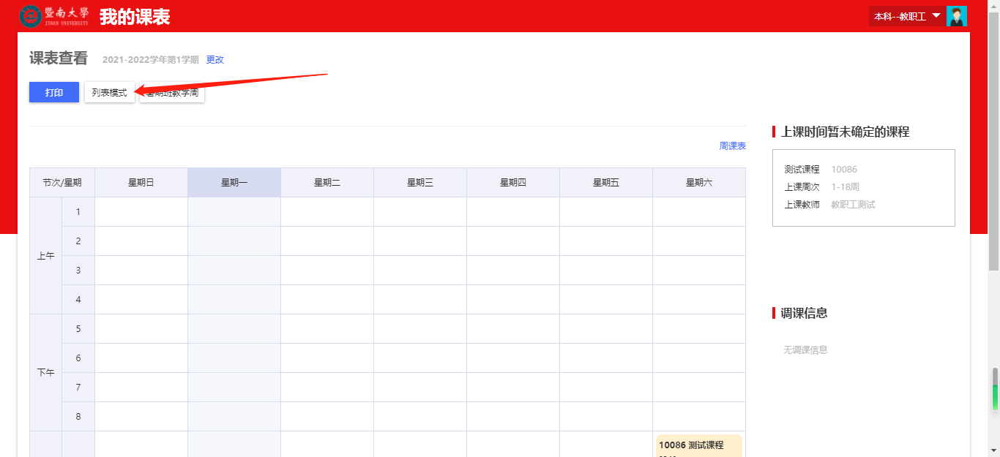 暨南大學
JINAN UNIVERSITY
我的课表
本科--教职工
课表查看 2021-2022学年第1学期 更改
打印 列表模式 暑期班教学周
周课表
节次/星期 星期日 星期一 星期二 星期三 星期四 星期五 星期六
上午
1
2
3
4
下午
5
6
7
8
10086 测试课程
上课时间暂未确定的课程
测试课程 10086
上课周次 1-18周
上课教师 教职工测试
调课信息
无调课信息